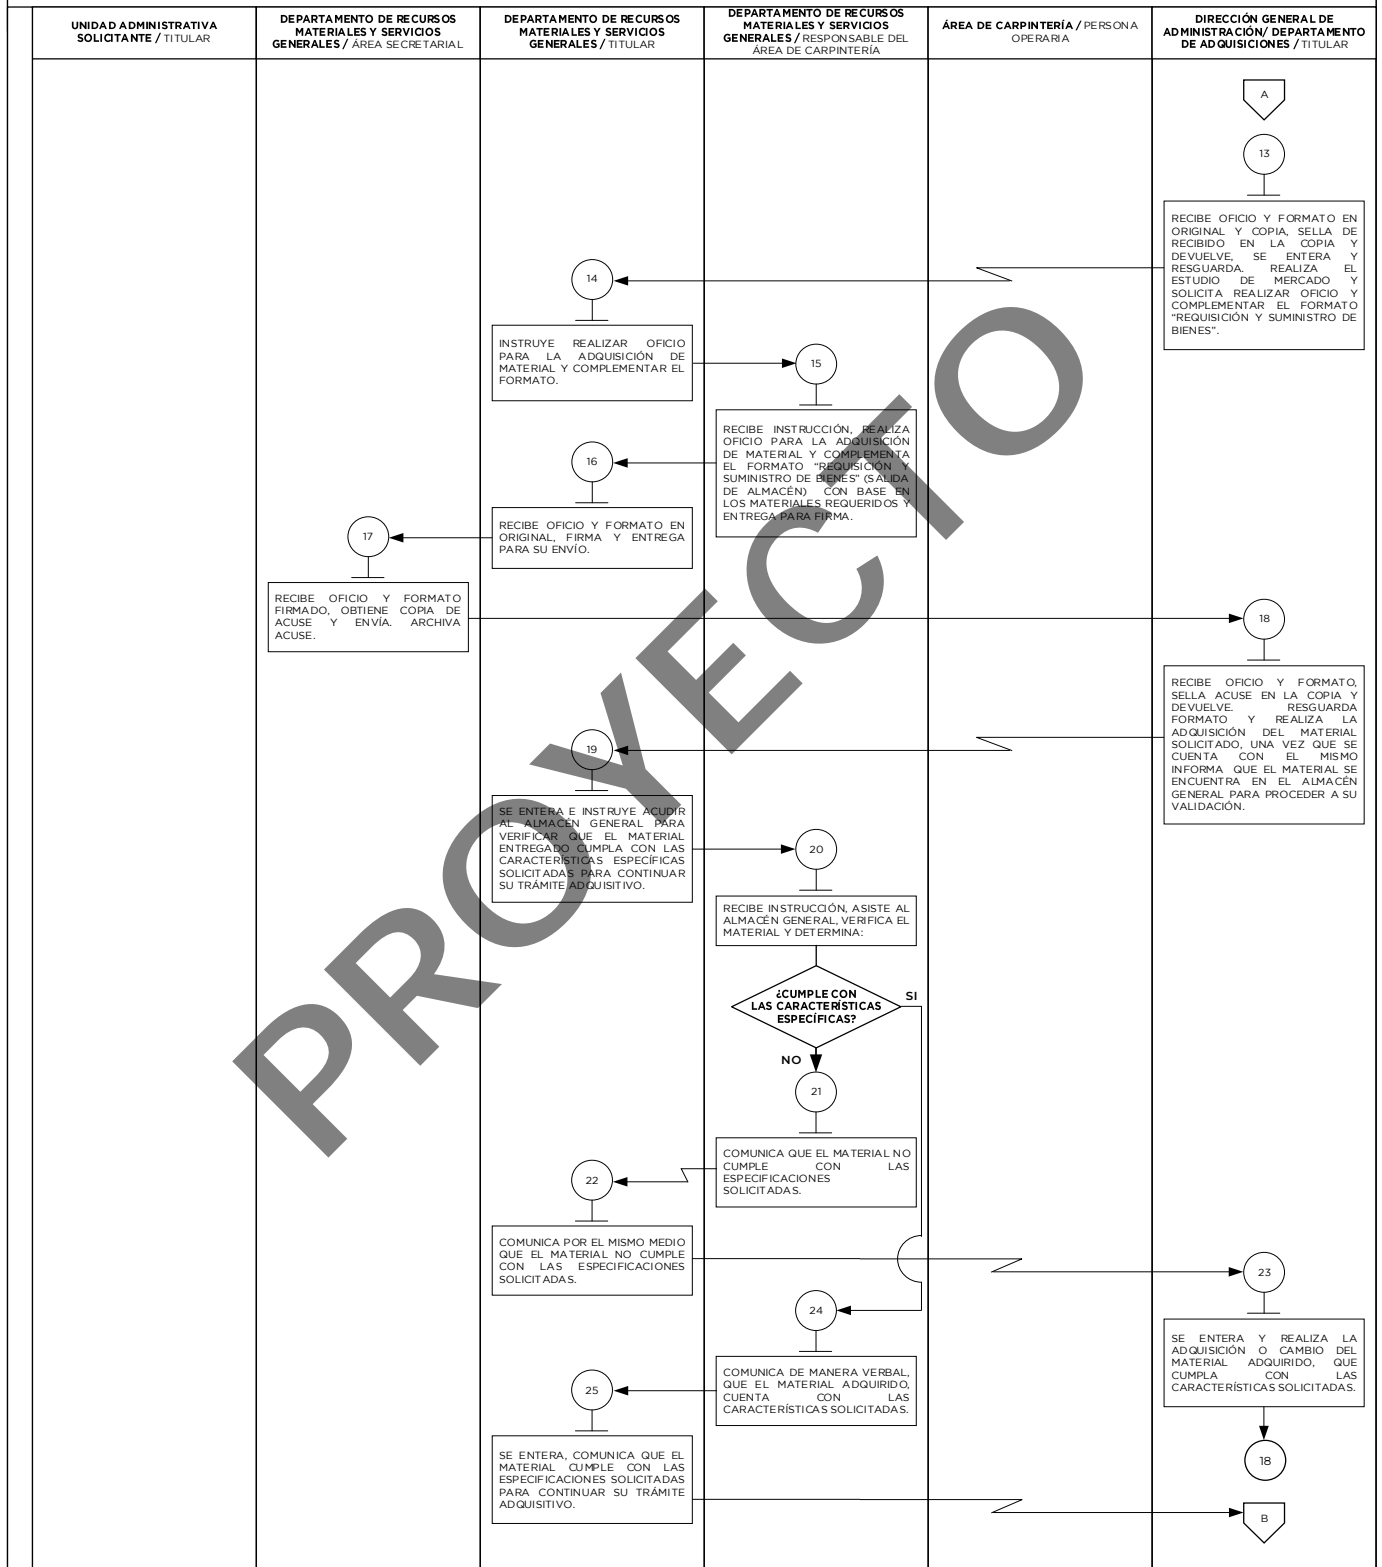 UNIDAD ADMINISTRATIVA
SOLICITANTE / TITULAR
DEPARTAMENTO DE RECURSOS
MATERIALES Y SERVICIOS
GENERALES / ÁREA SECRETARIAL
DEPARTAMENTO DE RECURSOS
MATERIALES Y SERVICIOS
GENERALES / TITULAR
DEPARTAMENTO DE RECURSOS
MATERIALES Y SERVICIOS
GENERALES / RESPONSABLE DEL
ÁREA DE CARPINTERÍA
ÁREA DE CARPINTERÍA / PERSONA
OPERARIA
DIRECCIÓN GENERAL DE
ADMINISTRACIÓN/ DEPARTAMENTO
DE ADQUISICIONES / TITULAR
A
13
RECIBE OFICIO Y FORMATO EN
ORIGINAL Y COPIA, SELLA DE
RECIBIDO EN LA COPIA Y
DEVUELVE, SE ENTERA Y
RESGUARDA. REALIZA EL
ESTUDIO DE MERCADO Y
SOLICITA REALIZAR OFICIO Y
COMPLEMENTAR EL FORMATO
“REQUISICIÓN Y SUMINISTRO DE
BIENES”.
14
INSTRUYE REALIZAR OFICIO
PARA LA ADQUISICIÓN DE
MATERIAL Y COMPLEMENTAR EL
FORMATO.
15
RECIBE INSTRUCCIÓN, REALIZA
OFICIO PARA LA ADQUISICIÓN
DE MATERIAL Y COMPLEMENTA
EL FORMATO “REQUISICIÓN Y
SUMINISTRO DE BIENES” (SALIDA
DE ALMACÉN) CON BASE EN
LOS MATERIALES REQUERIDOS Y
ENTREGA PARA FIRMA.
16
RECIBE OFICIO Y FORMATO EN
ORIGINAL, FIRMA Y ENTREGA
PARA SU ENVÍO.
17
RECIBE OFICIO Y FORMATO
FIRMADO, OBTIENE COPIA DE
ACUSE Y ENVÍA. ARCHIVA
ACUSE.
18
RECIBE OFICIO Y FORMATO,
SELLA ACUSE EN LA COPIA Y
DEVUELVE. RESGUARDA
FORMATO Y REALIZA LA
ADQUISICIÓN DEL MATERIAL
SOLICITADO, UNA VEZ QUE SE
CUENTA CON EL MISMO
INFORMA QUE EL MATERIAL SE
ENCUENTRA EN EL ALMACÉN
GENERAL PARA PROCEDER A SU
VALIDACIÓN.
19
SE ENTERA E INSTRUYE ACUDIR
AL ALMACÉN GENERAL PARA
VERIFICAR QUE EL MATERIAL
ENTREGADO CUMPLA CON LAS
CARACTERÍSTICAS ESPECÍFICAS
SOLICITADAS PARA CONTINUAR
SU TRÁMITE ADQUISITIVO.
20
RECIBE INSTRUCCIÓN, ASISTE AL
ALMACÉN GENERAL, VERIFICA EL
MATERIAL Y DETERMINA:
¿CUMPLE CON
LAS CARACTERÍSTICAS
ESPECÍFICAS?
SI
NO
21
COMUNICA QUE EL MATERIAL NO
CUMPLE CON LAS
ESPECIFICACIONES
SOLICITADAS.
22
COMUNICA POR EL MISMO MEDIO
QUE EL MATERIAL NO CUMPLE
CON LAS ESPECIFICACIONES
SOLICITADAS.
23
SE ENTERA Y REALIZA LA
ADQUISICIÓN O CAMBIO DEL
MATERIAL ADQUIRIDO, QUE
CUMPLA CON LAS
CARACTERÍSTICAS SOLICITADAS.
18
24
COMUNICA DE MANERA VERBAL,
QUE EL MATERIAL ADQUIRIDO,
CUENTA CON LAS
CARACTERÍSTICAS SOLICITADAS.
25
SE ENTERA, COMUNICA QUE EL
MATERIAL CUMPLE CON LAS
ESPECIFICACIONES SOLICITADAS
PARA CONTINUAR SU TRÁMITE
ADQUISITIVO.
B
PROYECTO